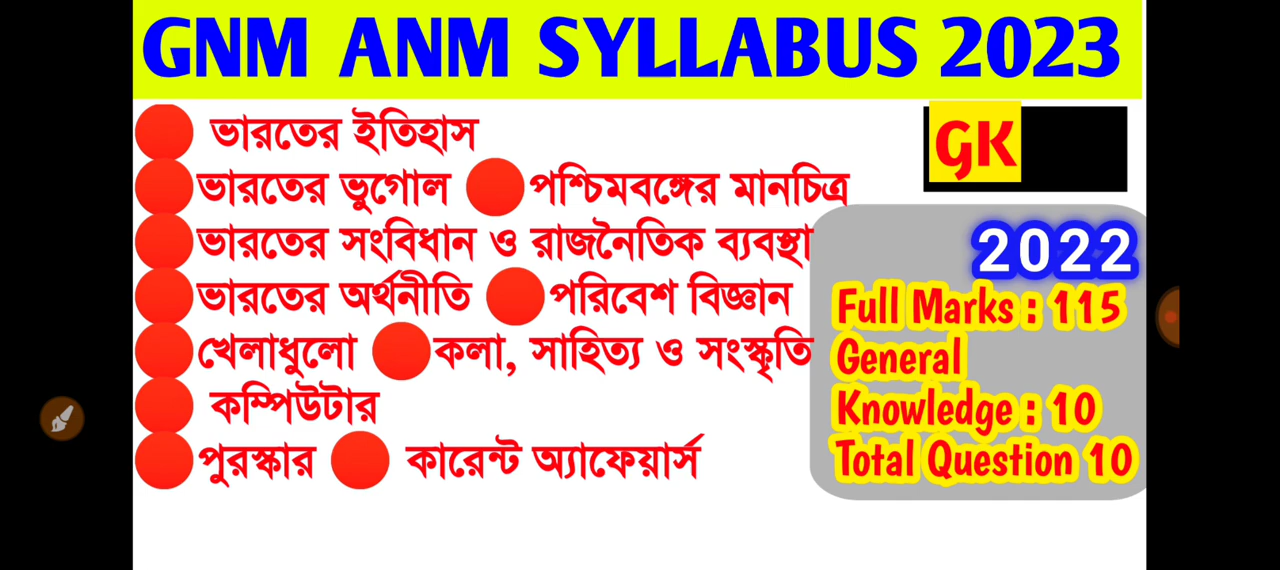 GNM ANM SYLLABUS 2023
ভারতের ইতিহাস
GK
ভারতের ভুগোল পশ্চিমবঙ্গের মানচিত্র
ভারতের সংবিধান ও রাজনৈতিক ব্যবস্থা
ভারতের অর্থনীতি পরিবেশ বিজ্ঞান
খেলাধুলো কলা, সাহিত্য ও সংস্কৃতি
কম্পিউটার
পুরস্কার কারেন্ট অ্যাফেয়ার্স
2022
Full Marks : 115
General
Knowledge : 10
Total Question 10